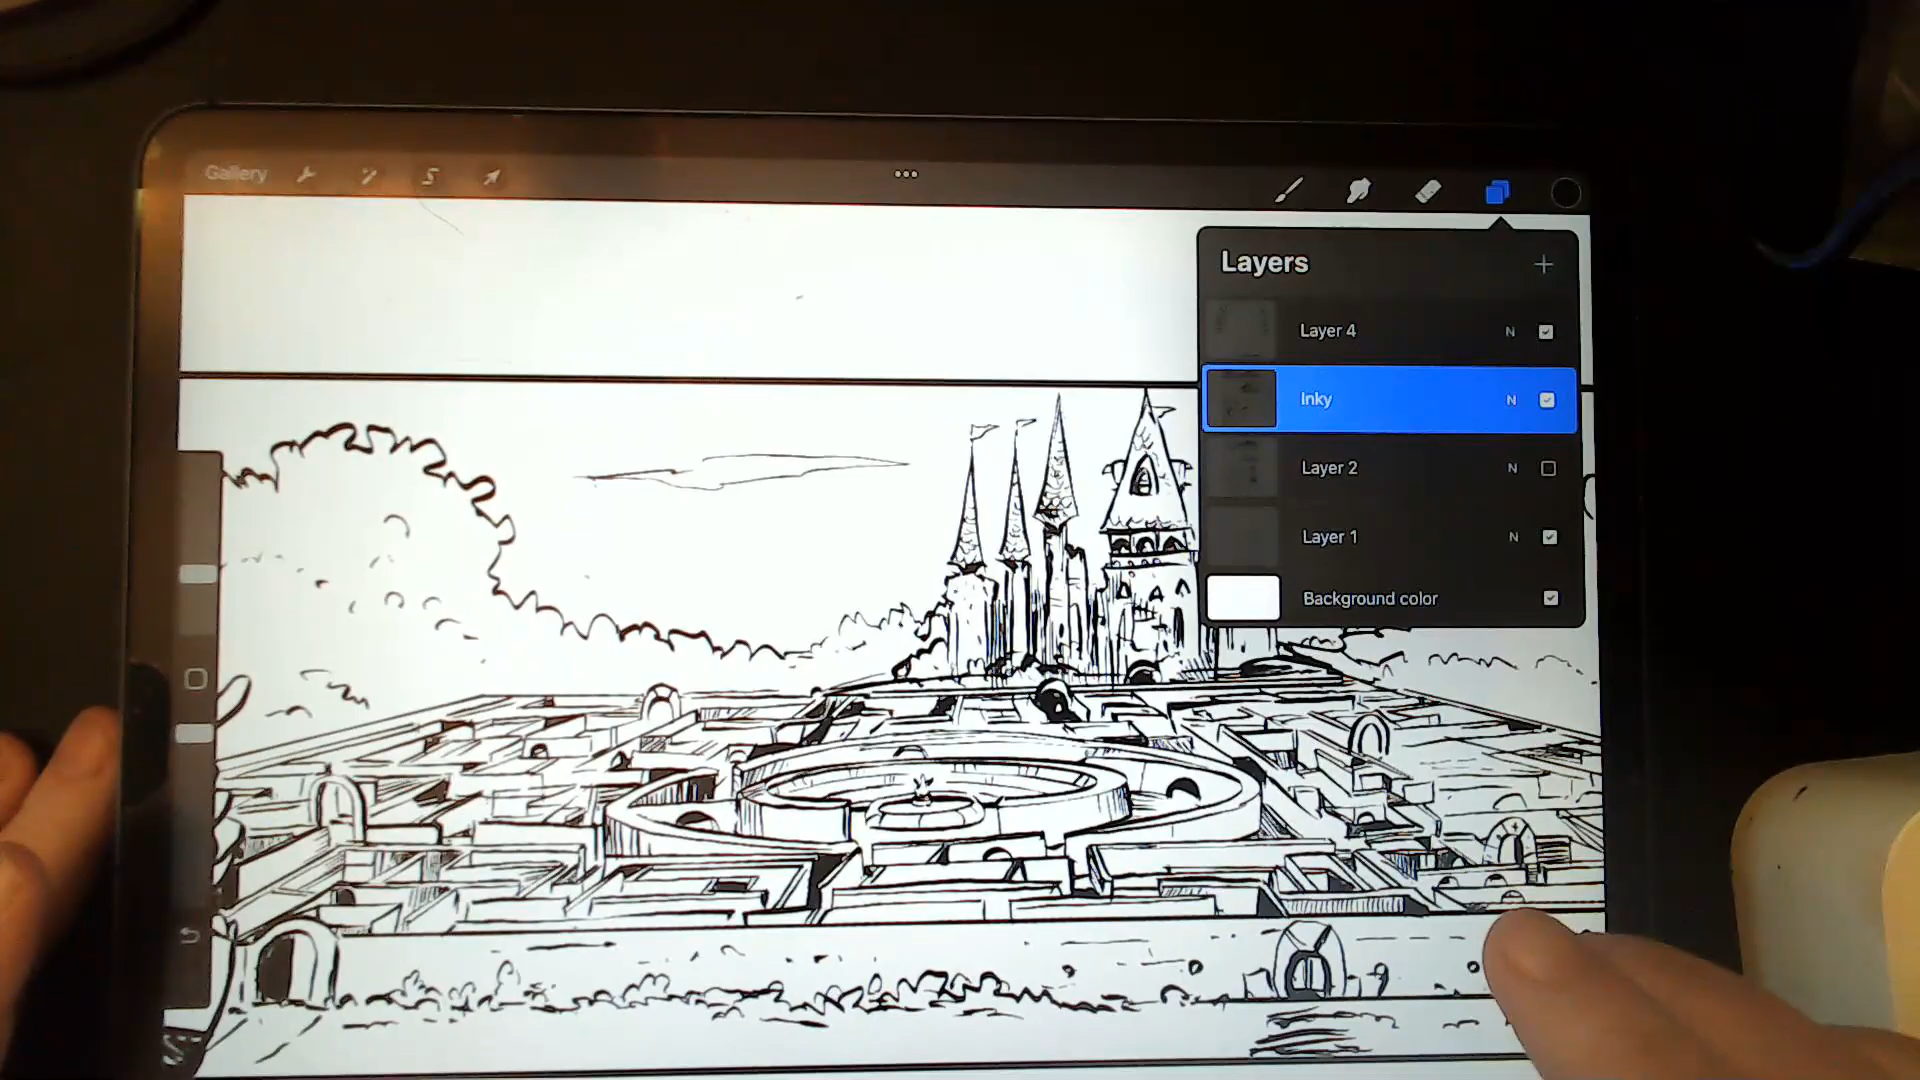 Gallery
Layers
Layer 4 N
Inky N
Layer 2 N
Layer 1 N
Background color